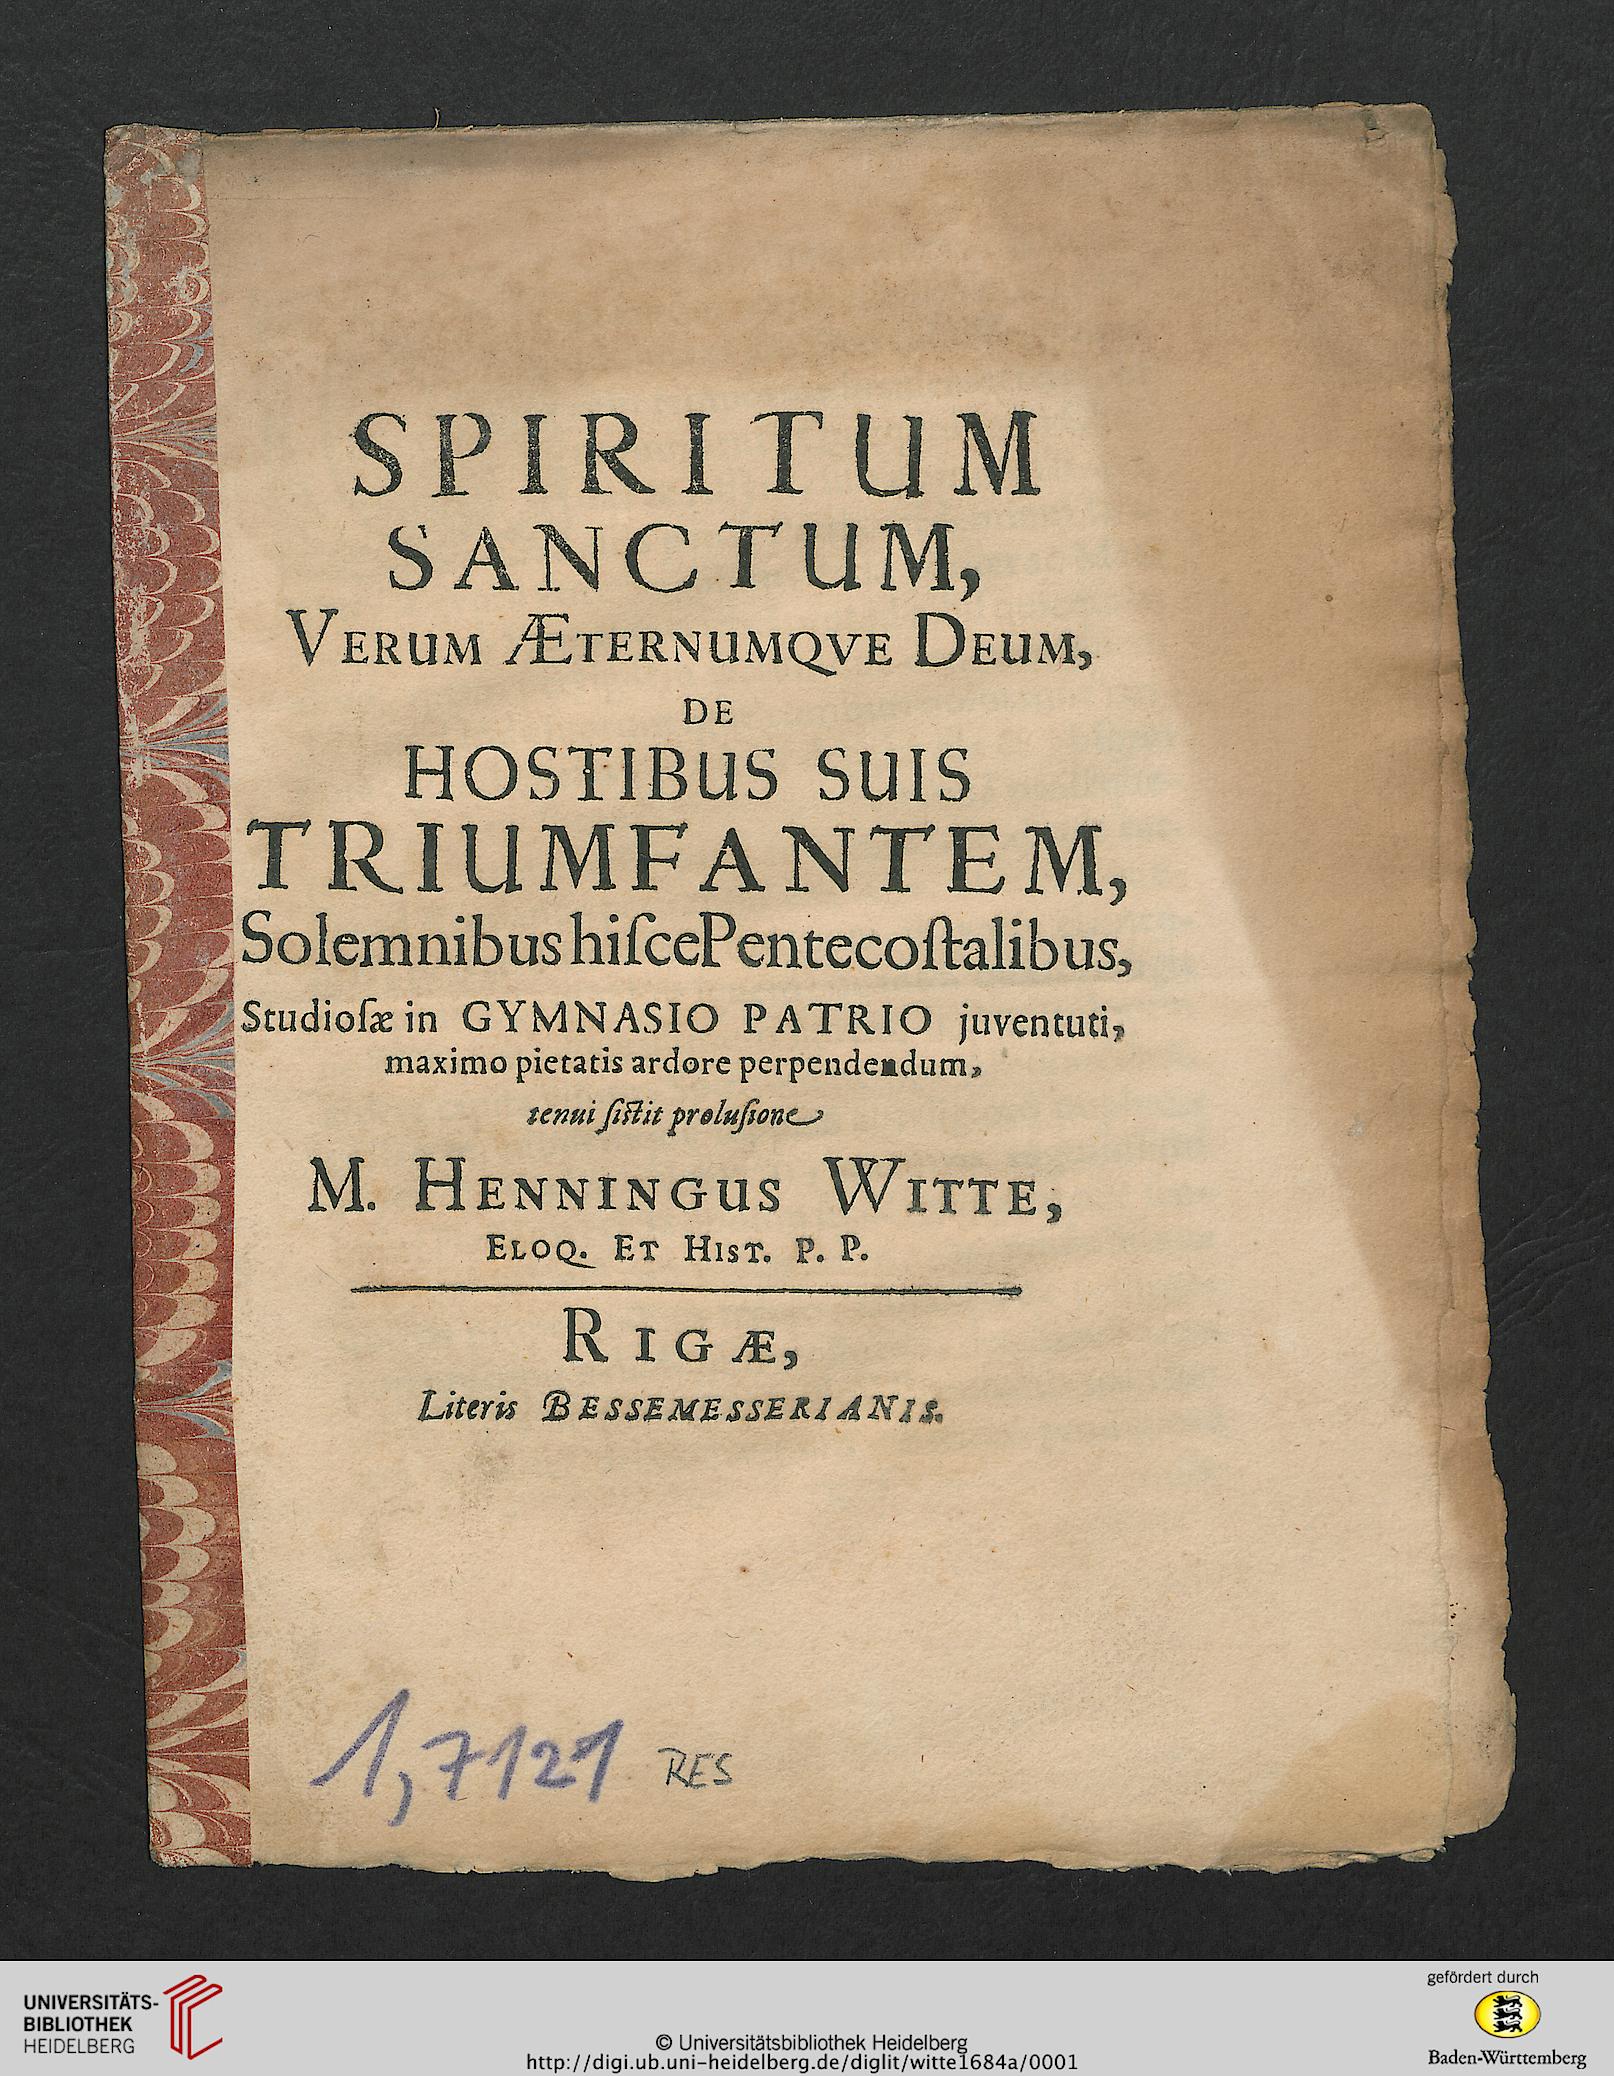 SPIRITUM
SANCTUM,
VERUM ÆTERNUMQVE DEUM,
DE
HOSTIBUS SUIS
TRIUMFANTEM,
Solemnibus hiſce Pentecoſtalibus,
Studioſæ in GYMNASIO PATRIO juventuti,
maximo pietatis ardore perpendendum,
tenui ſiſtit proluſione
M. HENNINGUS WITTE,
ELOQ. ET HIST. P. P.
RIGÆ,
Literis BESSEMESSERIANIS.
1,7121 RES
UNIVERSITÄTS-
BIBLIOTHEK
HEIDELBERG
© Universitätsbibliothek Heidelberg
http://digi.ub.uni-heidelberg.de/diglit/witte1684a/0001
gefördert durch
Baden-Württemberg